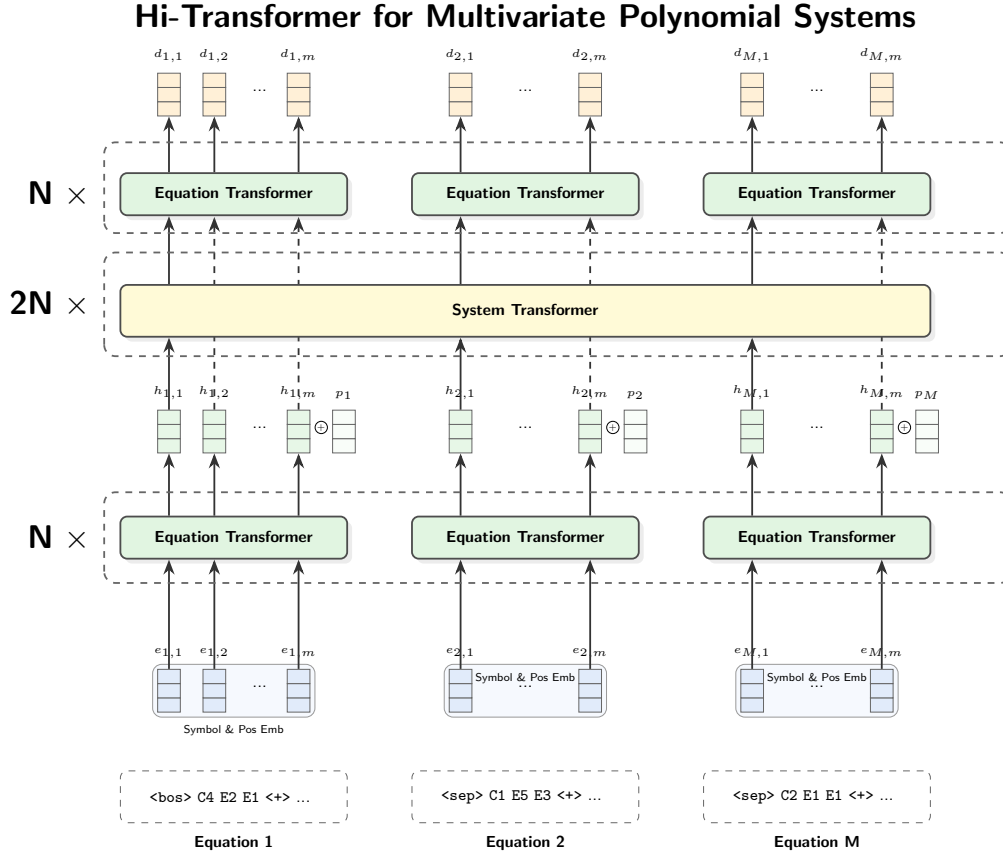 Hi-Transformer for Multivariate Polynomial Systems
d1,1 d1,2 d1,m d2,1 d2,m dM,1 dM,m
... ... ...
N ×
Equation Transformer Equation Transformer Equation Transformer
2N ×
System Transformer
h1,1 h1,2 h1,m p1 h2,1 h2,m p2 hM,1 hM,m pM
... ⊕ ... ⊕ ... ⊕
N ×
Equation Transformer Equation Transformer Equation Transformer
e1,1 e1,2 e1,m e2,1 e2,m eM,1 eM,m
Symbol & Pos Emb Symbol & Pos Emb
... ... ...
Symbol & Pos Emb
<bos> C4 E2 E1 <+> ... <sep> C1 E5 E3 <+> ... <sep> C2 E1 E1 <+> ...
Equation 1 Equation 2 Equation M